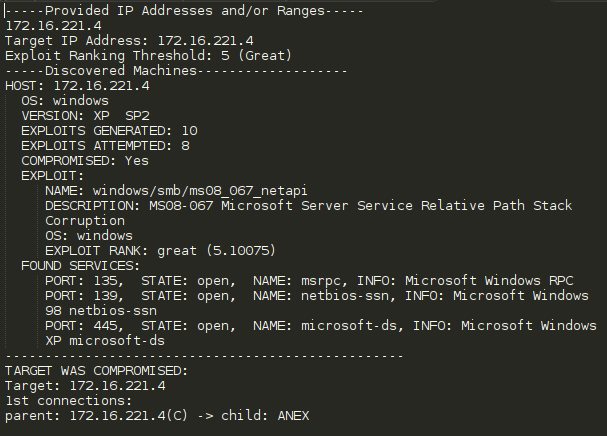 -----Provided IP Addresses and/or Ranges-----
172.16.221.4
Target IP Address: 172.16.221.4
Exploit Ranking Threshold: 5 (Great)
-----Discovered Machines------------------
HOST: 172.16.221.4
OS: windows
VERSION: XP  SP2
EXPLOITS GENERATED: 10
EXPLOITS ATTEMPTED: 8
COMPROMISED: Yes
EXPLOIT:
NAME: windows/smb/ms08_067_netapi
DESCRIPTION: MS08-067 Microsoft Server Service Relative Path Stack
Corruption
OS: windows
EXPLOIT RANK: great (5.10075)
FOUND SERVICES:
PORT: 135,  STATE: open,  NAME: msrpc, INFO: Microsoft Windows RPC
PORT: 139,  STATE: open,  NAME: netbios-ssn, INFO: Microsoft Windows
98 netbios-ssn
PORT: 445,  STATE: open,  NAME: microsoft-ds, INFO: Microsoft Windows
XP microsoft-ds
--------------------------------------------------
TARGET WAS COMPROMISED:
Target: 172.16.221.4
1st connections:
parent: 172.16.221.4(C) -> child: ANEX